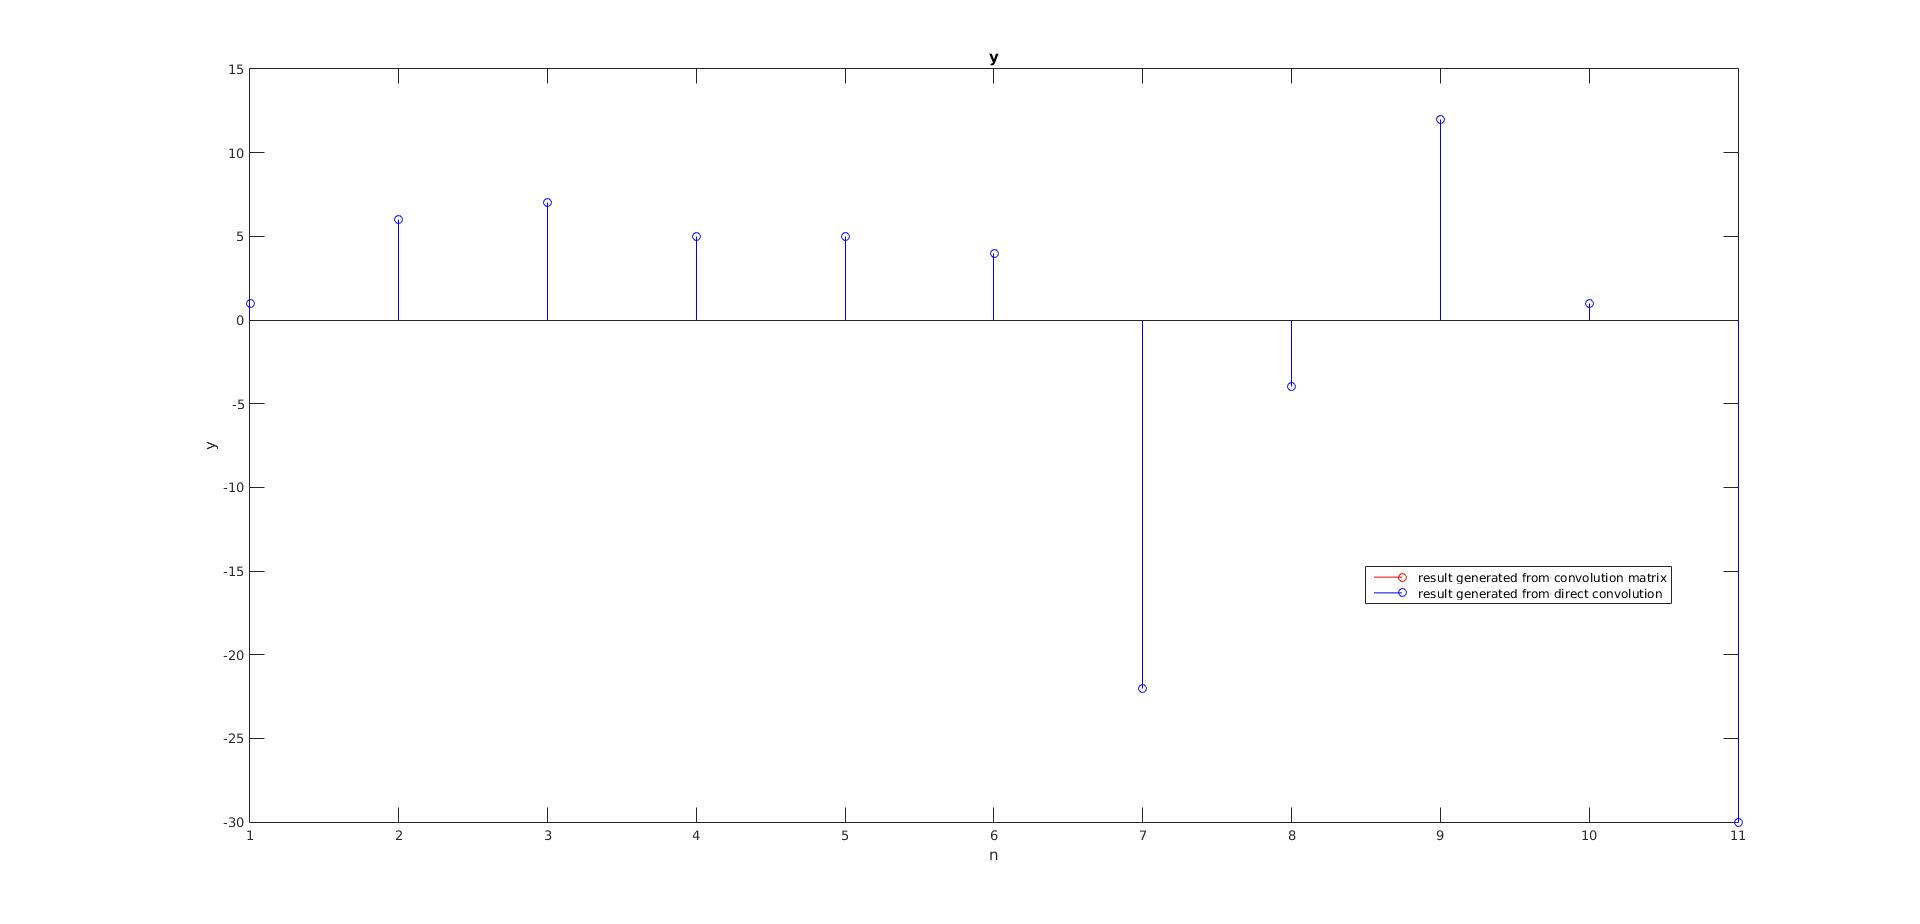 y
15
10
5
0
-5
-10
-15
-20
-25
-30
y
1 2 3 4 5 6 7 8 9 10 11
n
result generated from convolution matrix
result generated from direct convolution